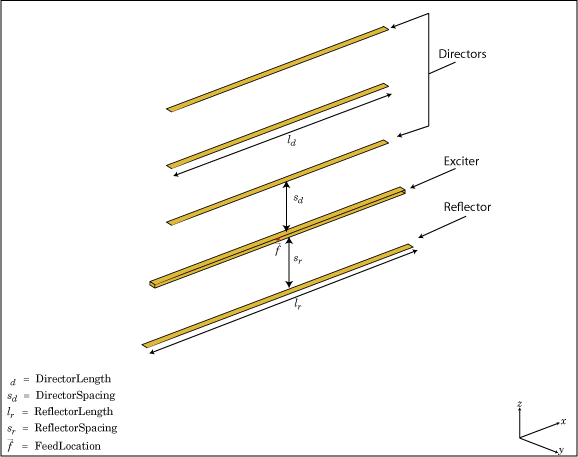 Directors
l_d
Exciter
s_d
Reflector
f⃗
s_r
l_r
d = DirectorLength
s_d = DirectorSpacing
l_r = ReflectorLength
s_r = ReflectorSpacing
f⃗ = FeedLocation
z
x
y